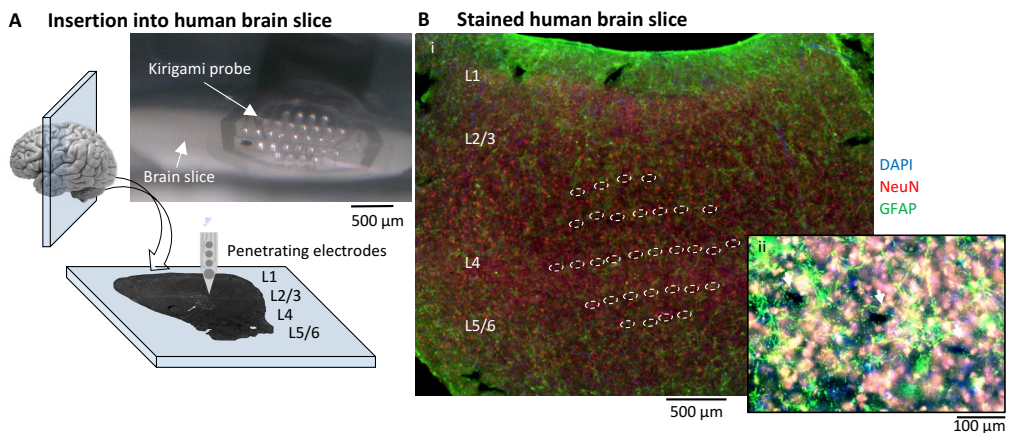 A Insertion into human brain slice
Kirigami probe
Brain slice
500 µm
Penetrating electrodes
L1
L2/3
L4
L5/6
B Stained human brain slice
i
L1
L2/3
L4
L5/6
DAPI
NeuN
GFAP
500 µm
ii
100 µm